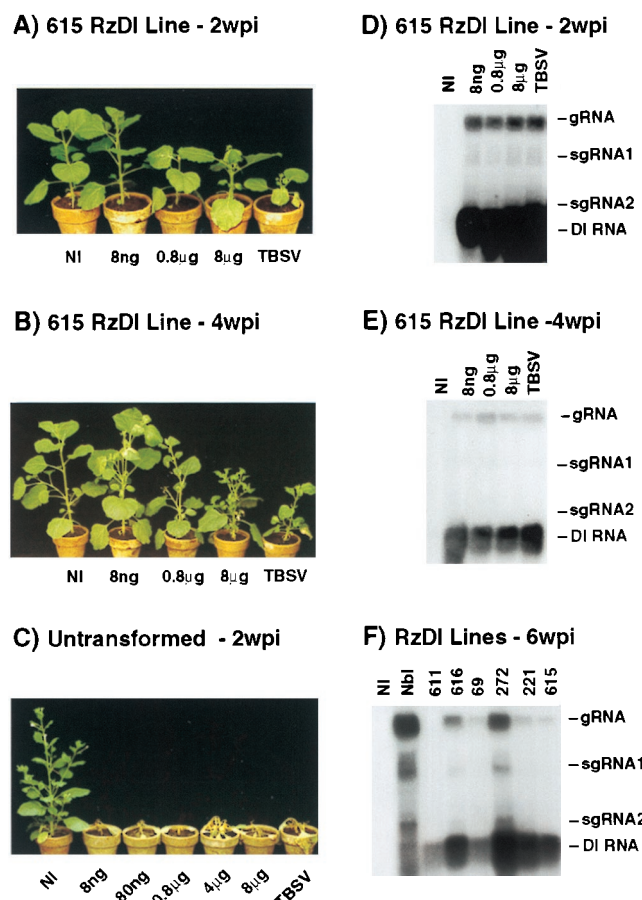 A) 615 RzDI Line - 2wpi
NI 8ng 0.8µg 8µg TBSV
B) 615 RzDI Line - 4wpi
NI 8ng 0.8µg 8µg TBSV
C) Untransformed - 2wpi
NI 8ng 80ng 0.8µg 4µg 8µg TBSV
D) 615 RzDI Line - 2wpi
NI 8ng 0.8µg 8µg TBSV
– gRNA
– sgRNA1
– sgRNA2
– DI RNA
E) 615 RzDI Line -4wpi
NI 8ng 0.8µg 8µg TBSV
– gRNA
– sgRNA1
– sgRNA2
– DI RNA
F) RzDI Lines - 6wpi
NI NbI 611 616 69 272 221 615
– gRNA
– sgRNA1
– sgRNA2
– DI RNA